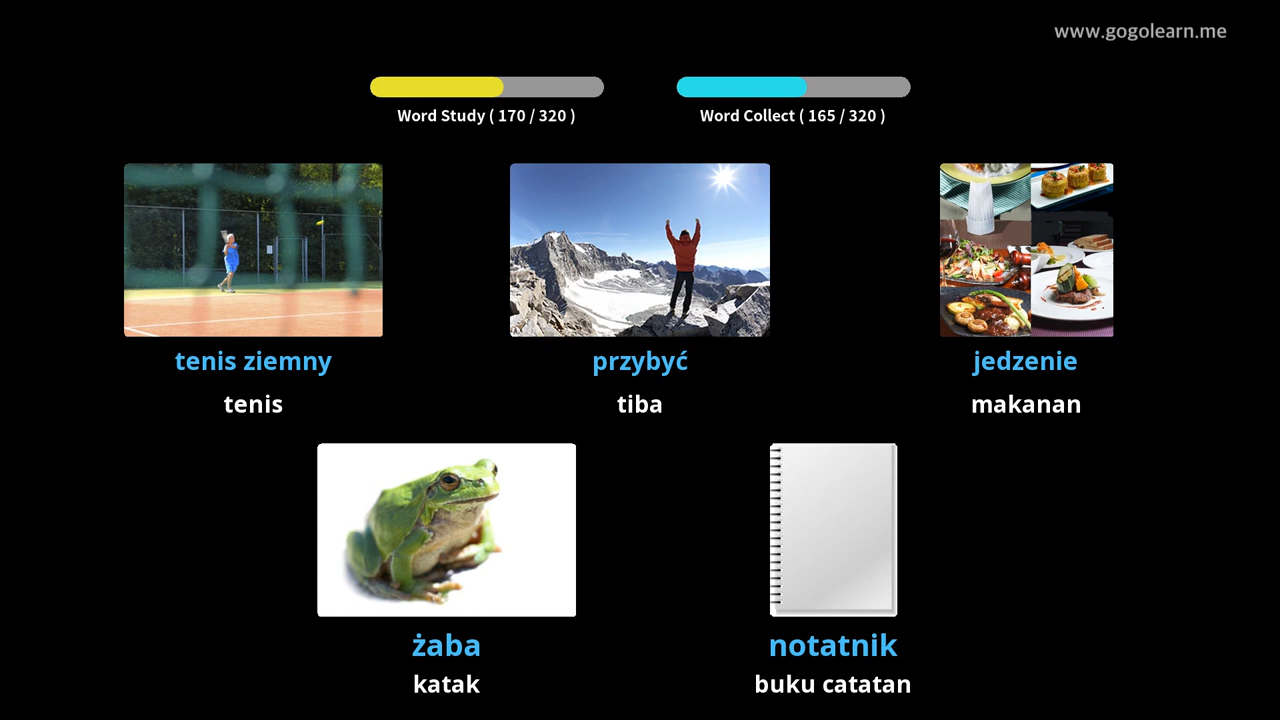 www.gogolearn.me
Word Study ( 170 / 320 )
Word Collect ( 165 / 320 )
tenis ziemny
przybyć
jedzenie
tenis
tiba
makanan
żaba
notatnik
katak
buku catatan